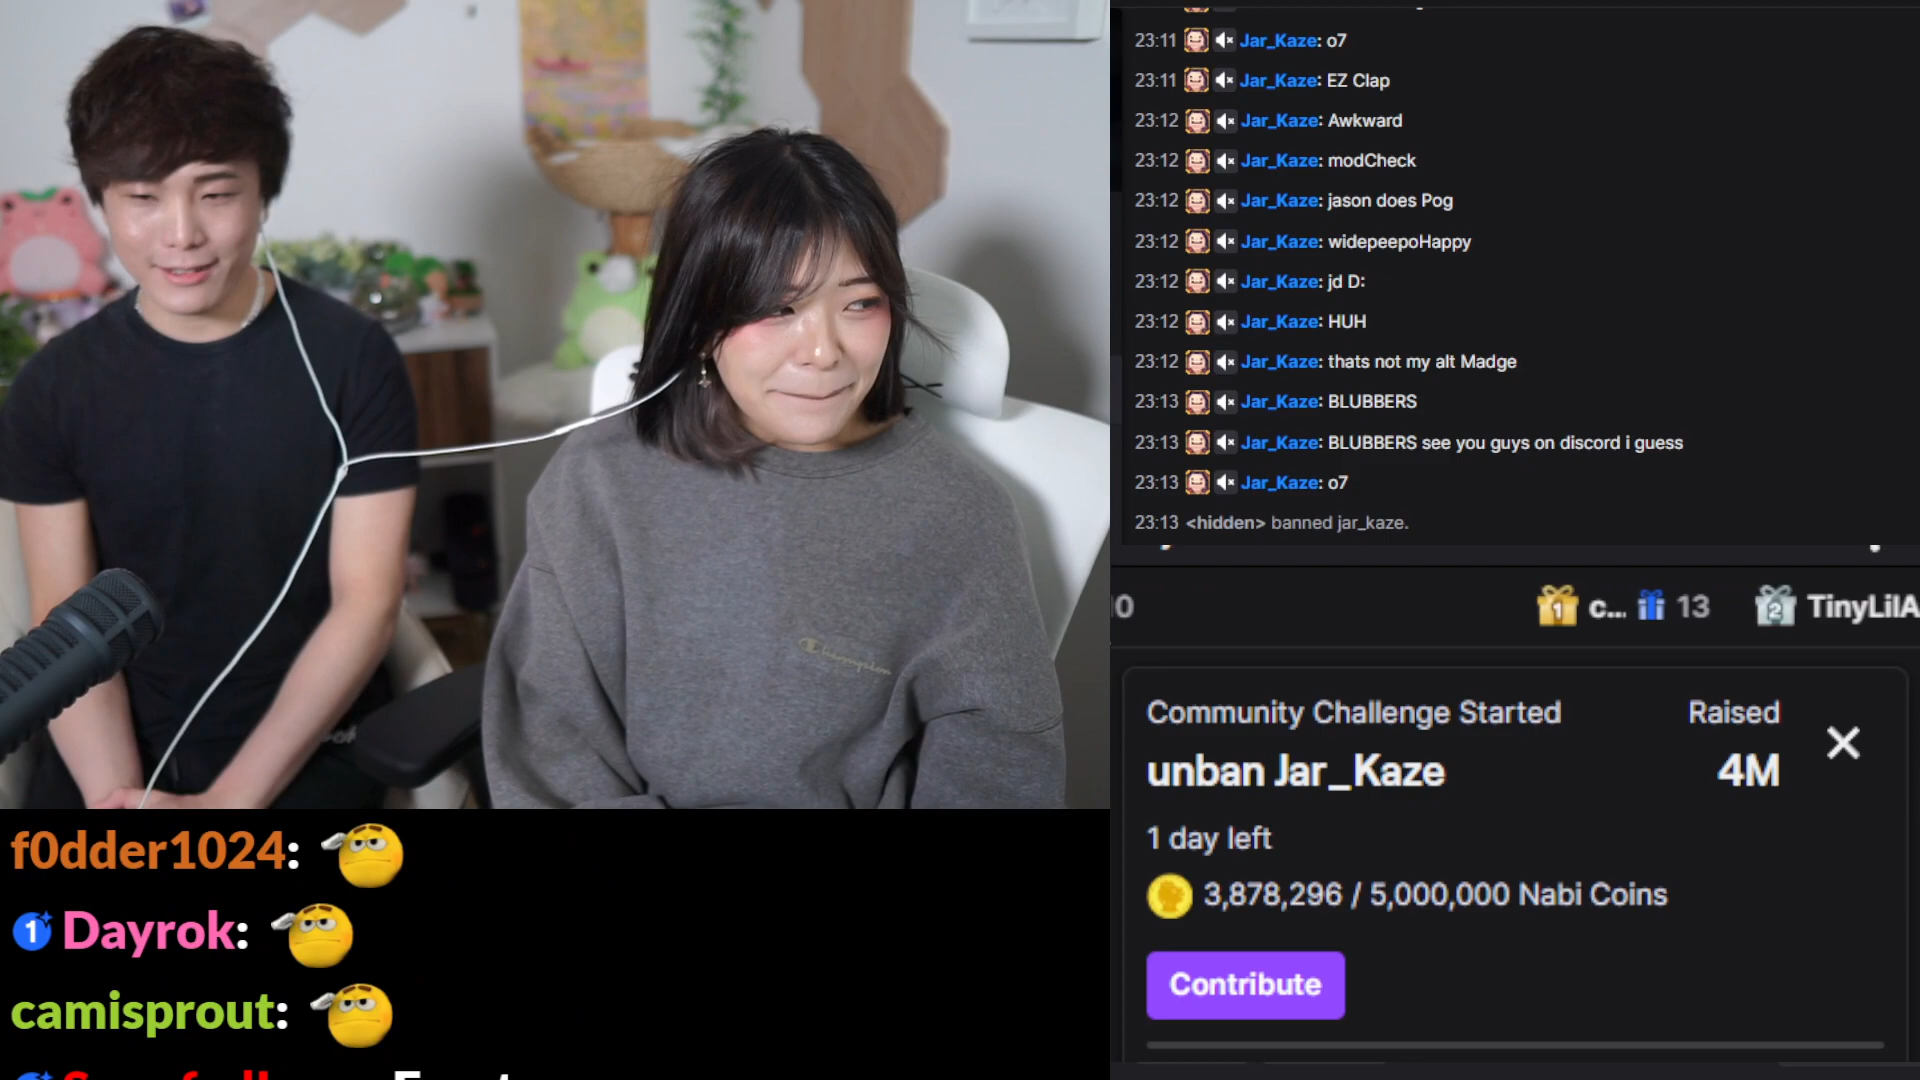 23:11 Jar_Kaze: o7
23:11 Jar_Kaze: EZ Clap
23:12 Jar_Kaze: Awkward
23:12 Jar_Kaze: modCheck
23:12 Jar_Kaze: jason does Pog
23:12 Jar_Kaze: widepeepoHappy
23:12 Jar_Kaze: jd D:
23:12 Jar_Kaze: HUH
23:12 Jar_Kaze: thats not my alt Madge
23:13 Jar_Kaze: BLUBBERS
23:13 Jar_Kaze: BLUBBERS see you guys on discord i guess
23:13 Jar_Kaze: o7
23:13 <hidden> banned jar_kaze.
1 c... 13 2 TinyLilA
Community Challenge Started Raised
unban Jar_Kaze 4M
1 day left
3,878,296 / 5,000,000 Nabi Coins
Contribute
Champion
f0dder1024:
1 Dayrok:
camisprout: